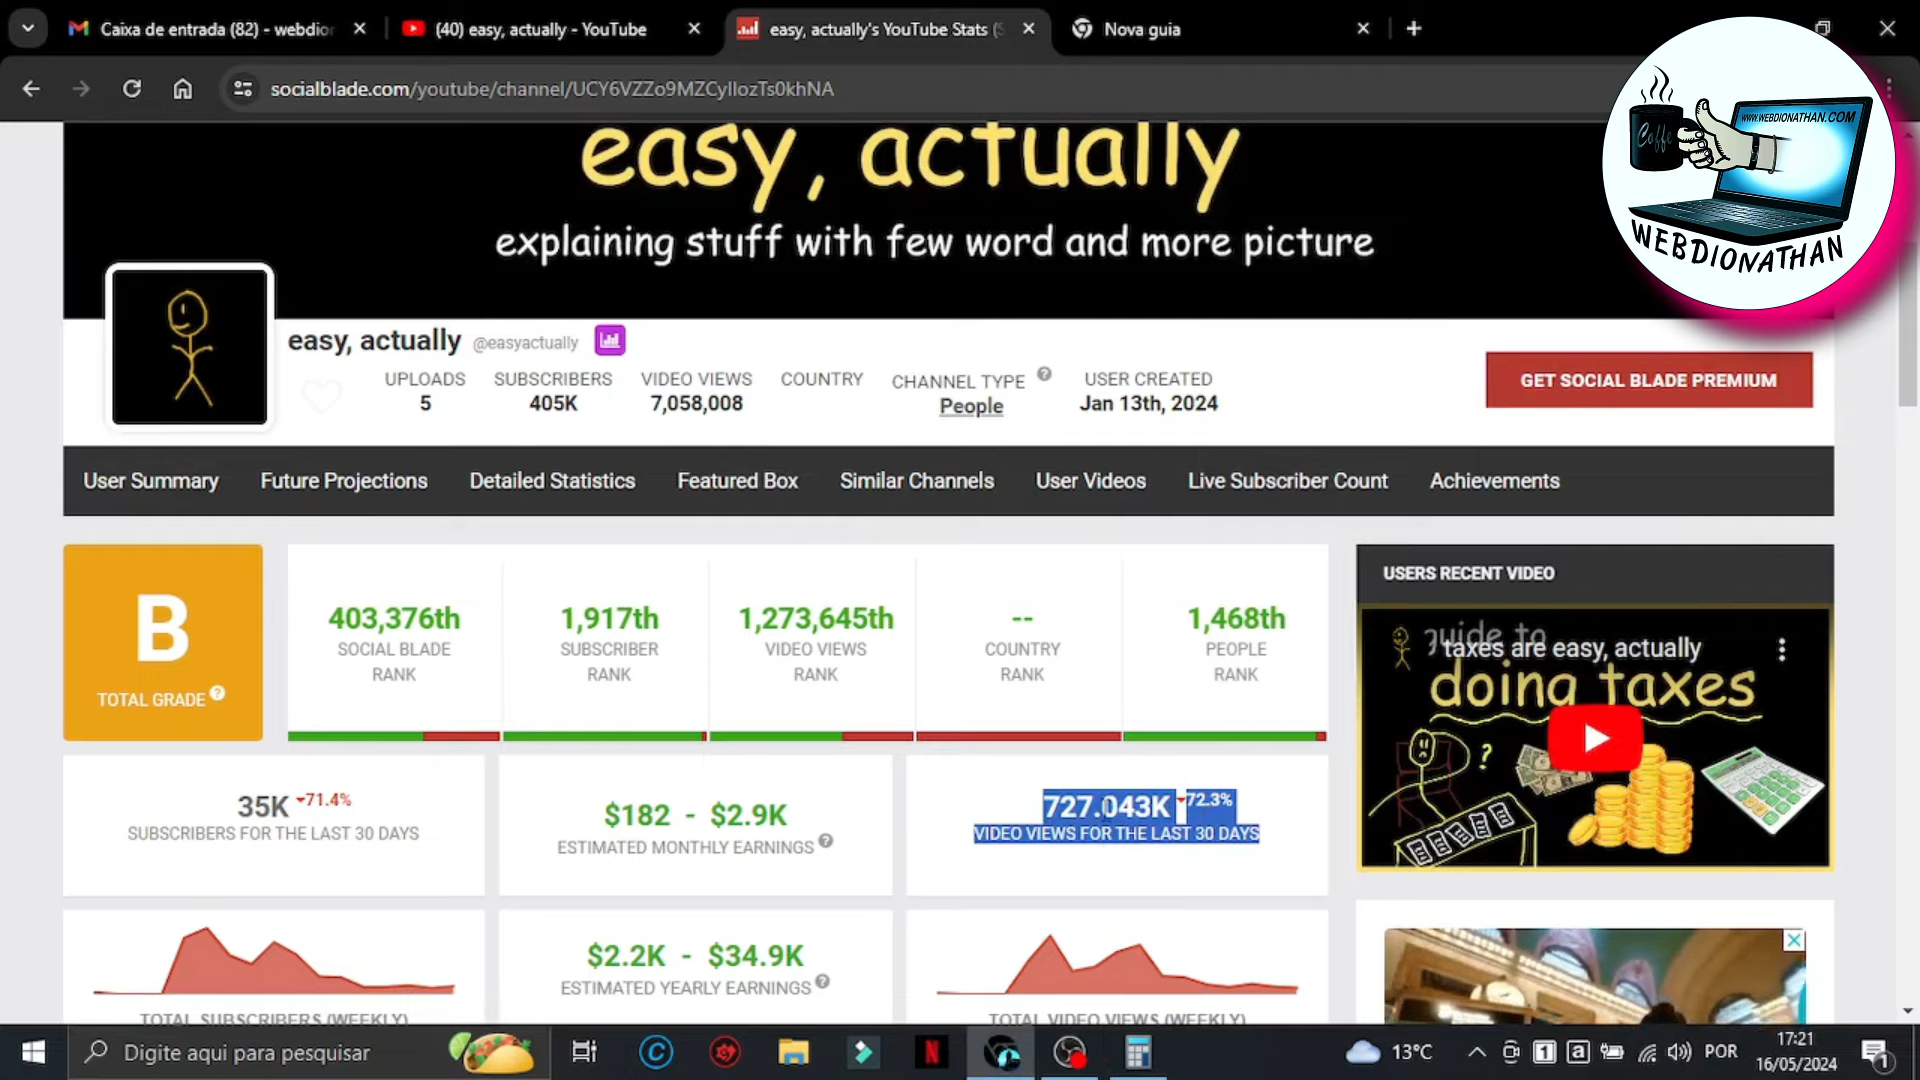 Caixa de entrada (82) - webdior
(40) easy, actually - YouTube
easy, actually's YouTube Stats (S
Nova guia
socialblade.com/youtube/channel/UCY6VZZo9MZCyllozTs0khNA
WWW.WEBDIONATHAN.COM
Coffe
WEBDIONATHAN
easy, actually
explaining stuff with few word and more picture
easy, actually @easyactually
UPLOADS
5
SUBSCRIBERS
405K
VIDEO VIEWS
7,058,008
COUNTRY
CHANNEL TYPE
People
USER CREATED
Jan 13th, 2024
GET SOCIAL BLADE PREMIUM
User Summary
Future Projections
Detailed Statistics
Featured Box
Similar Channels
User Videos
Live Subscriber Count
Achievements
B
TOTAL GRADE
403,376th
SOCIAL BLADE
RANK
1,917th
SUBSCRIBER
RANK
1,273,645th
VIDEO VIEWS
RANK
--
COUNTRY
RANK
1,468th
PEOPLE
RANK
USERS RECENT VIDEO
guide to
taxes are easy, actually
doing taxes
?
35K 71.4%
SUBSCRIBERS FOR THE LAST 30 DAYS
$182 - $2.9K
ESTIMATED MONTHLY EARNINGS
727.043K 72.3%
VIDEO VIEWS FOR THE LAST 30 DAYS
$2.2K - $34.9K
ESTIMATED YEARLY EARNINGS
TOTAL SUBSCRIBERS (WEEKLY)
TOTAL VIDEO VIEWS (WEEKLY)
Digite aqui para pesquisar
13°C
POR
17:21
16/05/2024
1